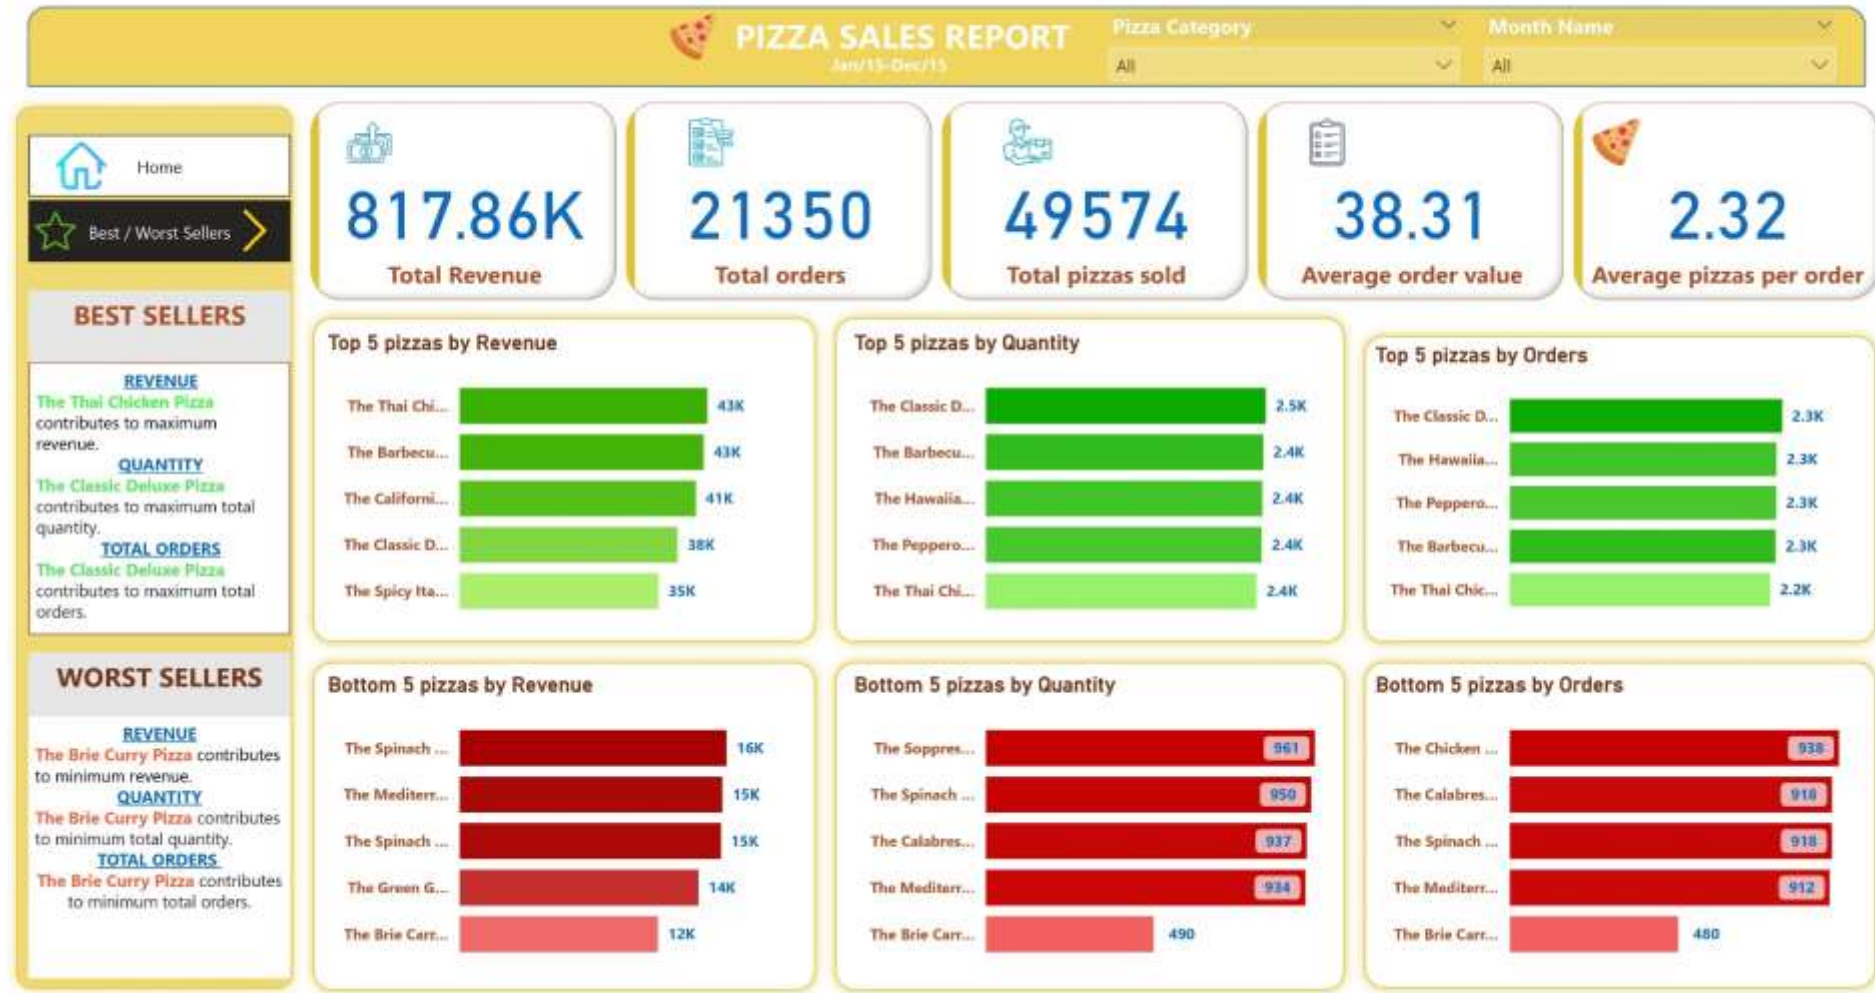 PIZZA SALES REPORT
Jan/15-Dec/15
Pizza Category
All
Month Name
All
Home
Best / Worst Sellers
BEST SELLERS
REVENUE
The Thai Chicken Pizza
contributes to maximum
revenue.
QUANTITY
The Classic Deluxe Pizza
contributes to maximum total
quantity.
TOTAL ORDERS
The Classic Deluxe Pizza
contributes to maximum total
orders.
WORST SELLERS
REVENUE
The Brie Curry Pizza contributes
to minimum revenue.
QUANTITY
The Brie Curry Pizza contributes
to minimum total quantity.
TOTAL ORDERS
The Brie Curry Pizza contributes
to minimum total orders.
817.86K
Total Revenue
21350
Total orders
49574
Total pizzas sold
38.31
Average order value
2.32
Average pizzas per order
Top 5 pizzas by Revenue
The Thai Chi... 43K
The Barbecu... 43K
The Californi... 41K
The Classic D... 38K
The Spicy Ita... 35K
Top 5 pizzas by Quantity
The Classic D... 2.5K
The Barbecu... 2.4K
The Hawaiia... 2.4K
The Peppero... 2.4K
The Thai Chi... 2.4K
Top 5 pizzas by Orders
The Classic D... 2.3K
The Hawaiia... 2.3K
The Peppero... 2.3K
The Barbecu... 2.3K
The Thai Chic... 2.2K
Bottom 5 pizzas by Revenue
The Spinach ... 16K
The Mediterr... 15K
The Spinach ... 15K
The Green G... 14K
The Brie Carr... 12K
Bottom 5 pizzas by Quantity
The Soppres... 961
The Spinach ... 950
The Calabres... 937
The Mediterr... 934
The Brie Carr... 490
Bottom 5 pizzas by Orders
The Chicken ... 938
The Calabres... 918
The Spinach ... 918
The Mediterr... 912
The Brie Carr... 480